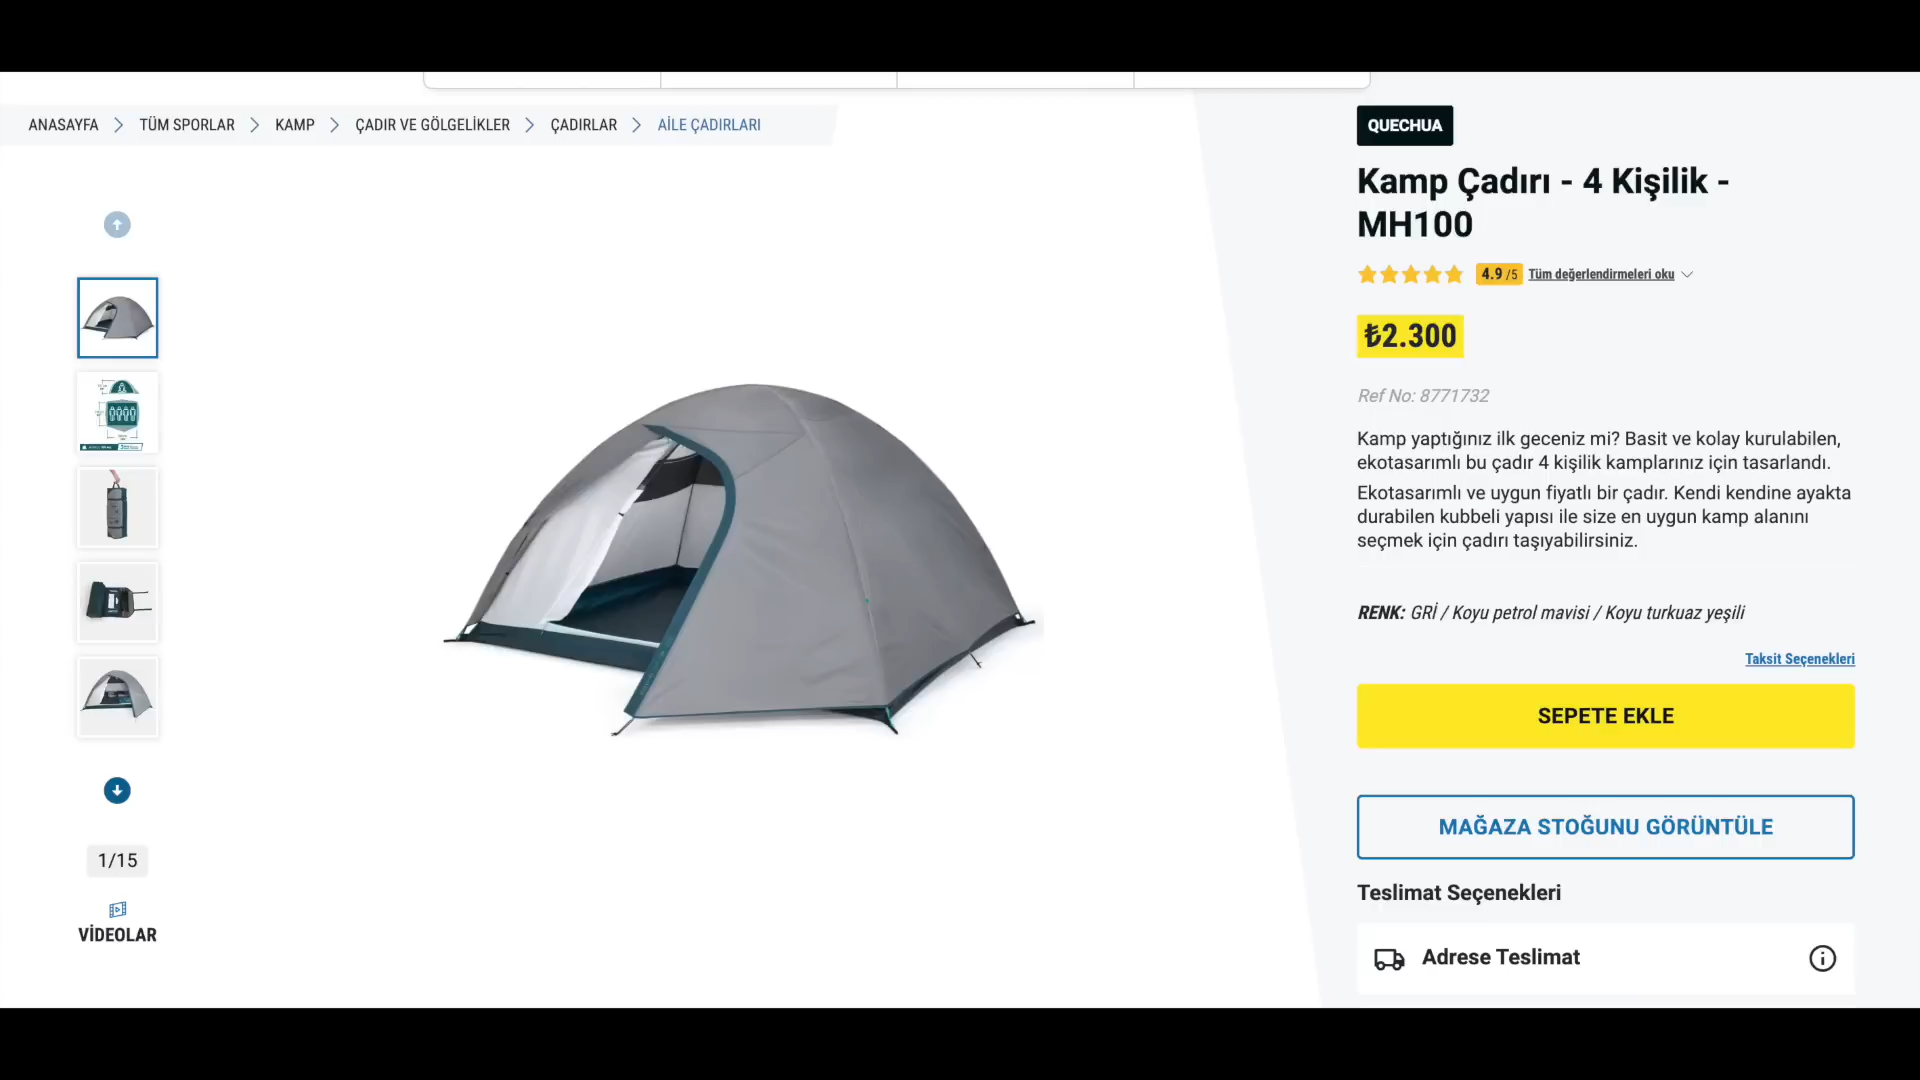 ANASAYFA > TÜM SPORLAR > KAMP > ÇADIR VE GÖLGELİKLER > ÇADIRLAR > AİLE ÇADIRLARI
1/15
VİDEOLAR
QUECHUA
Kamp Çadırı - 4 Kişilik -
MH100
4.9 /5 Tüm değerlendirmeleri oku
₺2.300
Ref No: 8771732
Kamp yaptığınız ilk geceniz mi? Basit ve kolay kurulabilen,
ekotasarımlı bu çadır 4 kişilik kamplarınız için tasarlandı.
Ekotasarımlı ve uygun fiyatlı bir çadır. Kendi kendine ayakta
durabilen kubbeli yapısı ile size en uygun kamp alanını
seçmek için çadırı taşıyabilirsiniz.
RENK: GRİ / Koyu petrol mavisi / Koyu turkuaz yeşili
Taksit Seçenekleri
SEPETE EKLE
MAĞAZA STOĞUNU GÖRÜNTÜLE
Teslimat Seçenekleri
Adrese Teslimat